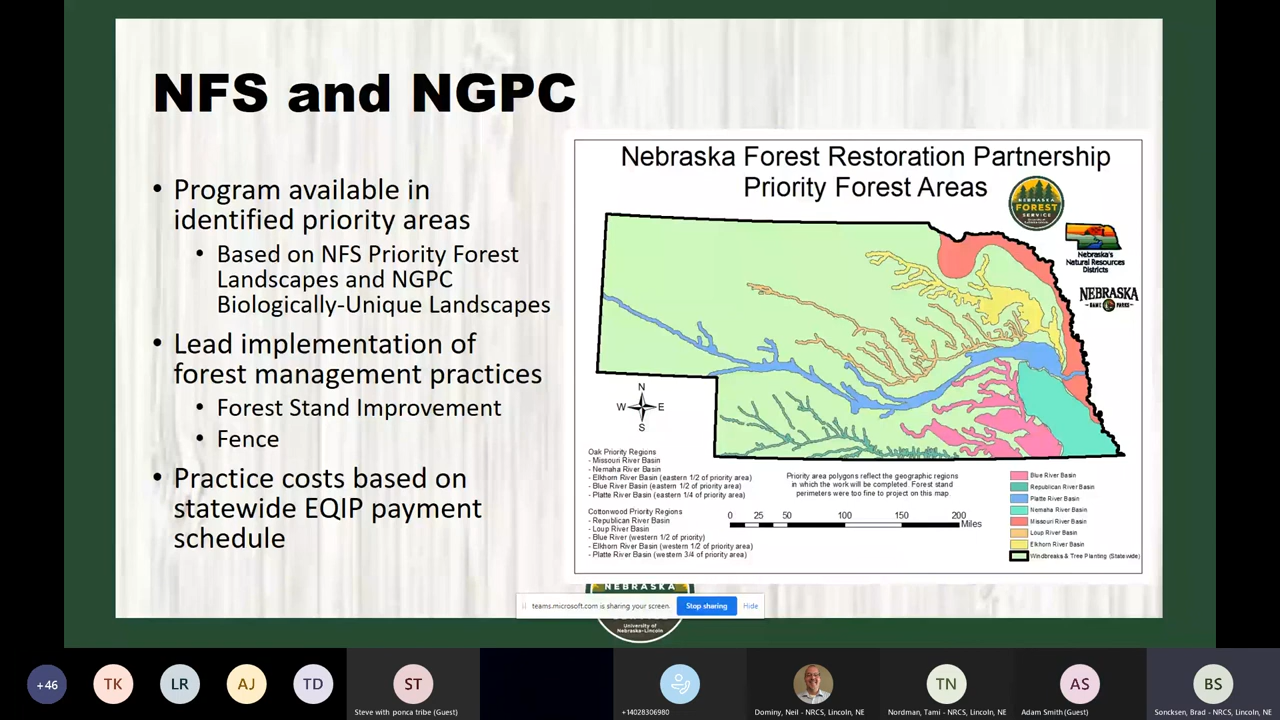 NFS and NGPC
• Program available in
identified priority areas
• Based on NFS Priority Forest
Landscapes and NGPC
Biologically-Unique Landscapes
• Lead implementation of
forest management practices
• Forest Stand Improvement
• Fence
• Practice costs based on
statewide EQIP payment
schedule
Nebraska Forest Restoration Partnership
Priority Forest Areas
NEBRASKA
FOREST
SERVICE
Nebraska's
Natural Resources
Districts
NEBRASKA
GAME PARKS
N
W E
S
Oak Priority Regions
- Missouri River Basin
- Nemaha River Basin
- Elkhorn River Basin (eastern 1/2 of priority area)
- Blue River Basin (eastern 1/2 of priority area)
- Platte River Basin (eastern 1/4 of priority area)
Cottonwood Priority Regions
- Republican River Basin
- Loup River Basin
- Blue River (western 1/2 of priority)
- Elkhorn River Basin (western 1/2 of priority area)
- Platte River Basin (western 3/4 of priority area)
Priority area polygons reflect the geographic regions
in which the work will be completed. Forest stand
perimeters were too fine to project on this map.
0 25 50 100 150 200
Miles
Blue River Basin
Republican River Basin
Platte River Basin
Nemaha River Basin
Missouri River Basin
Loup River Basin
Elkhorn River Basin
Windbreaks & Tree Planting (Statewide)
NEBRASKA
teams.microsoft.com is sharing your screen.
Stop sharing
Hide
University of
Nebraska-Lincoln
+46
TK
LR
AJ
TD
ST
Steve with ponca tribe (Guest)
+14028306980
Dominy, Neil - NRCS, Lincoln, NE
TN
Nordman, Tami - NRCS, Lincoln, NE
AS
Adam Smith (Guest)
BS
Soncksen, Brad - NRCS, Lincoln, NE